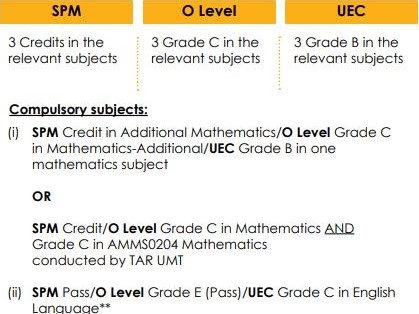 SPM O Level UEC
3 Credits in the relevant subjects
3 Grade C in the relevant subjects
3 Grade B in the relevant subjects
Compulsory subjects:
(i) SPM Credit in Additional Mathematics/O Level Grade C
in Mathematics-Additional/UEC Grade B in one
mathematics subject
OR
SPM Credit/O Level Grade C in Mathematics AND
Grade C in AMMS0204 Mathematics
conducted by TAR UMT
(ii) SPM Pass/O Level Grade E (Pass)/UEC Grade C in English
Language**